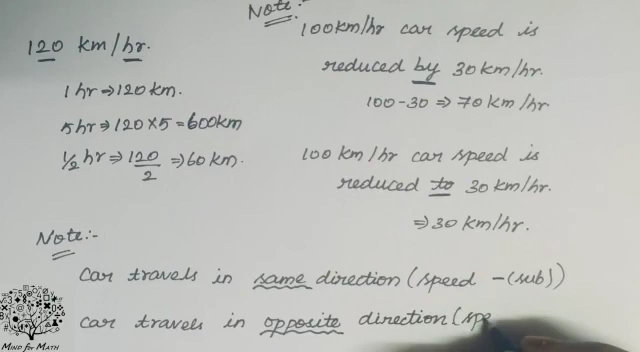 120 km/hr.
1 hr ⇒ 120 km.
5 hr ⇒ 120 × 5 = 600km
1/2 hr ⇒ 120/2 ⇒ 60 km.
Note:-
100km/hr car speed is
reduced by 30 km/hr.
100-30 ⇒ 70 km/hr
100 km/hr car speed is
reduced to 30 km/hr.
⇒ 30 km/hr.
Note:-
Car travels in same direction (speed -(sub))
Car travels in opposite direction (spe
MIND for MATH